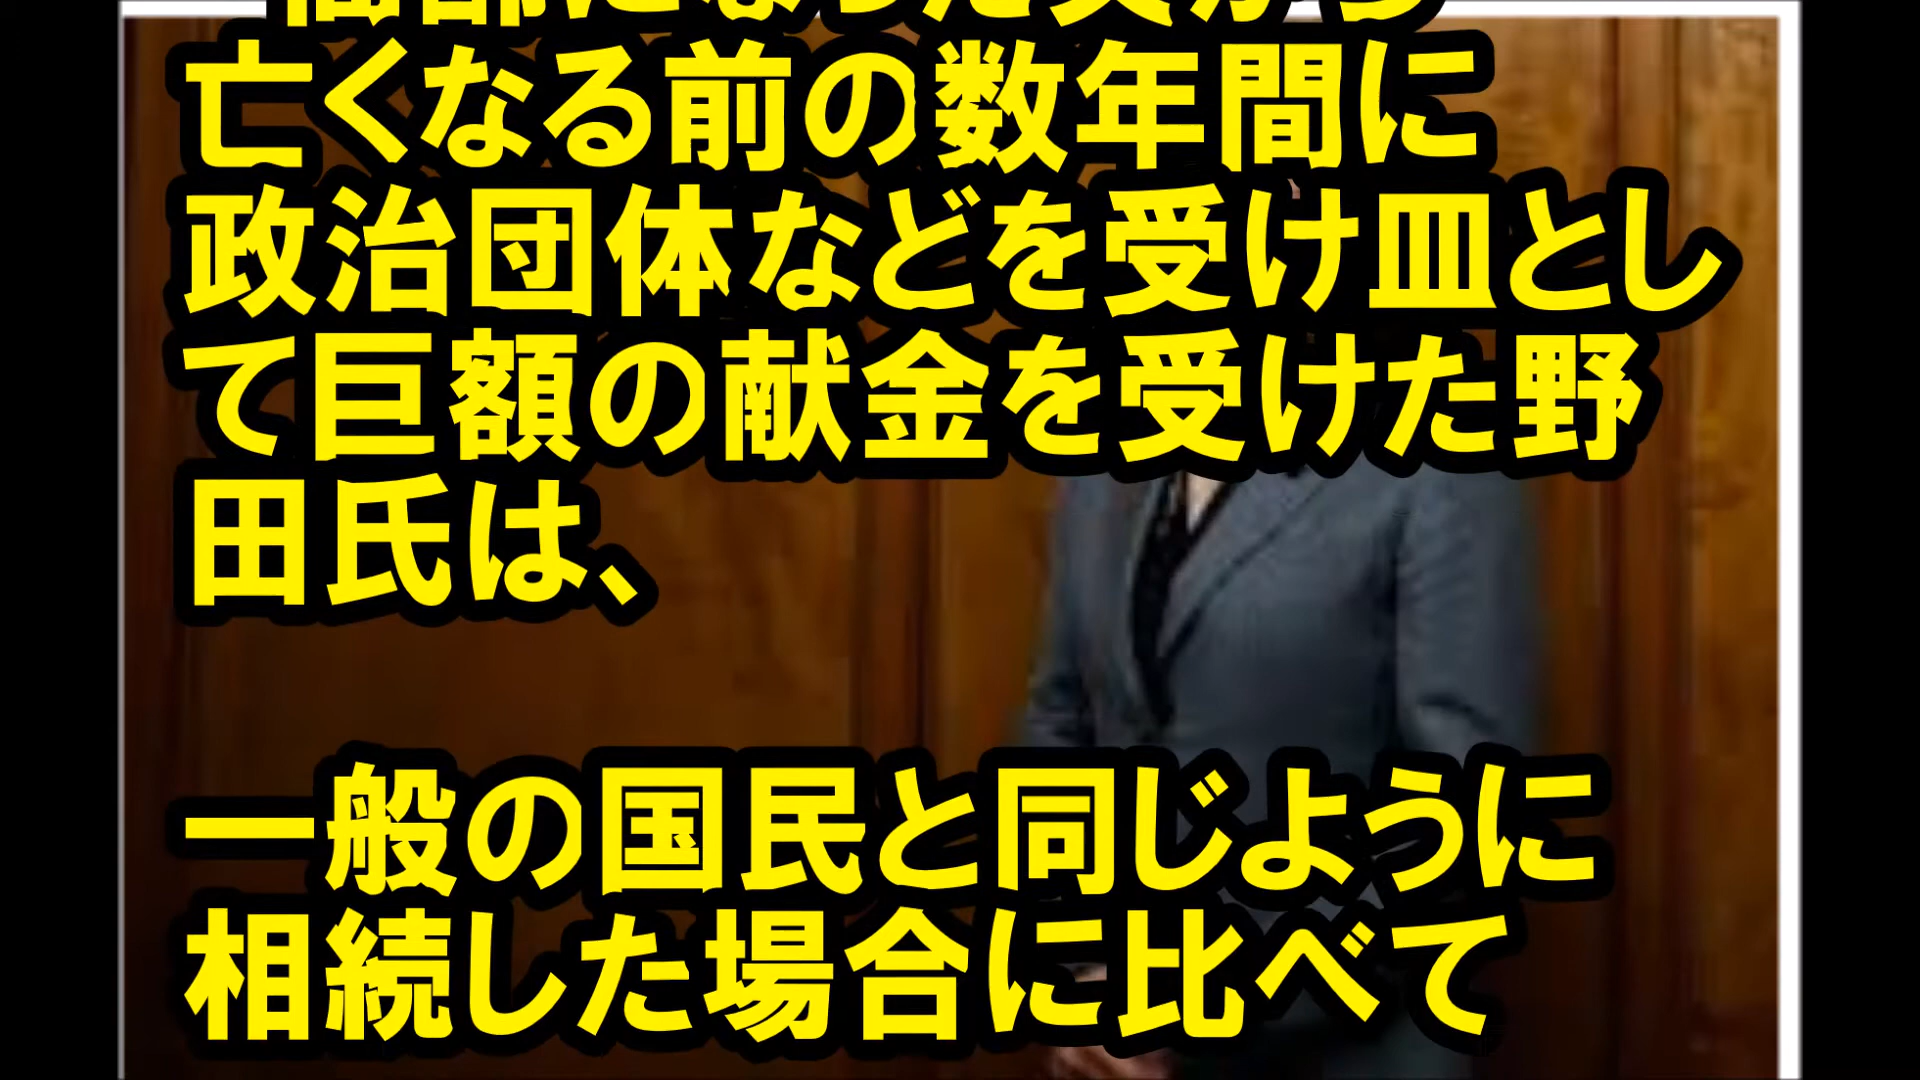 亡くなる前の数年間に
政治団体などを受け皿とし
て巨額の献金を受けた野
田氏は、
一般の国民と同じように
相続した場合に比べて